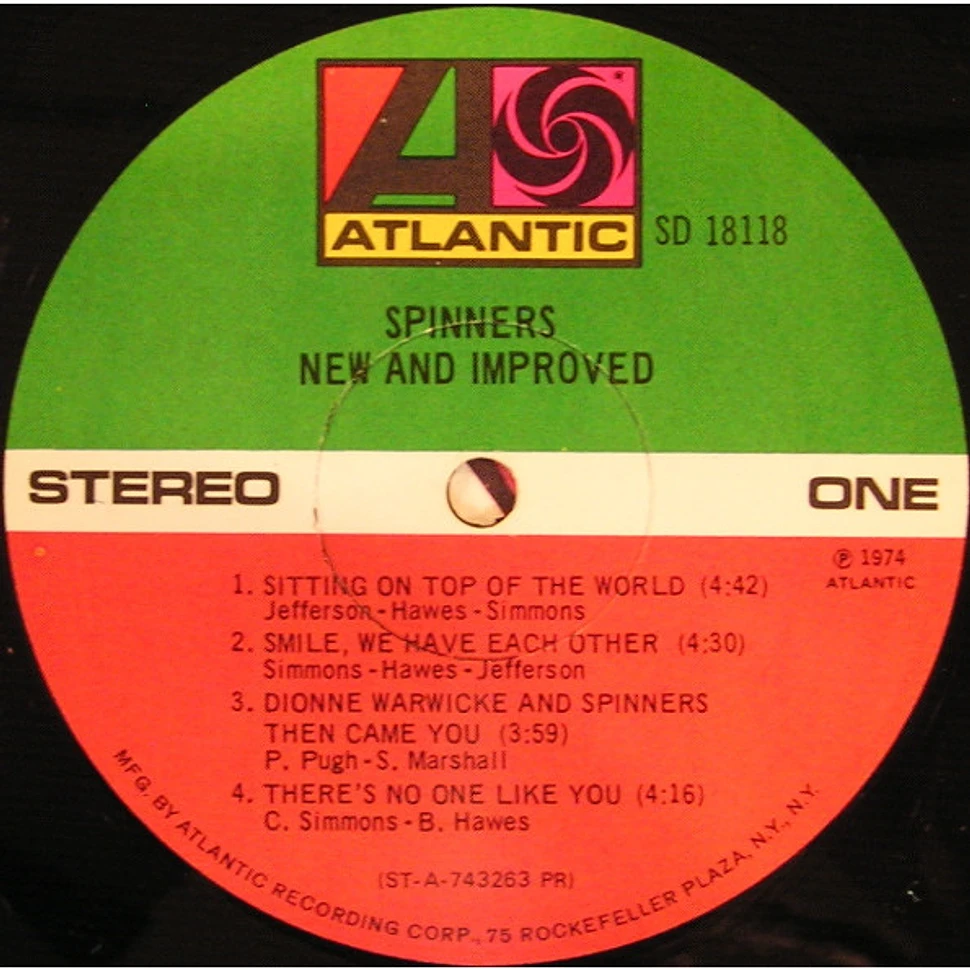 ATLANTIC
SD 18118
SPINNERS
NEW AND IMPROVED
STEREO
ONE
℗ 1974
ATLANTIC
1. SITTING ON TOP OF THE WORLD (4:42)
Jefferson-Hawes-Simmons
2. SMILE, WE HAVE EACH OTHER (4:30)
Simmons-Hawes-Jefferson
3. DIONNE WARWICKE AND SPINNERS
THEN CAME YOU (3:59)
P. Pugh-S. Marshall
4. THERE'S NO ONE LIKE YOU (4:16)
C. Simmons-B. Hawes
(ST-A-743263 PR)
MFG. BY ATLANTIC RECORDING CORP., 75 ROCKEFELLER PLAZA, N.Y., N.Y.